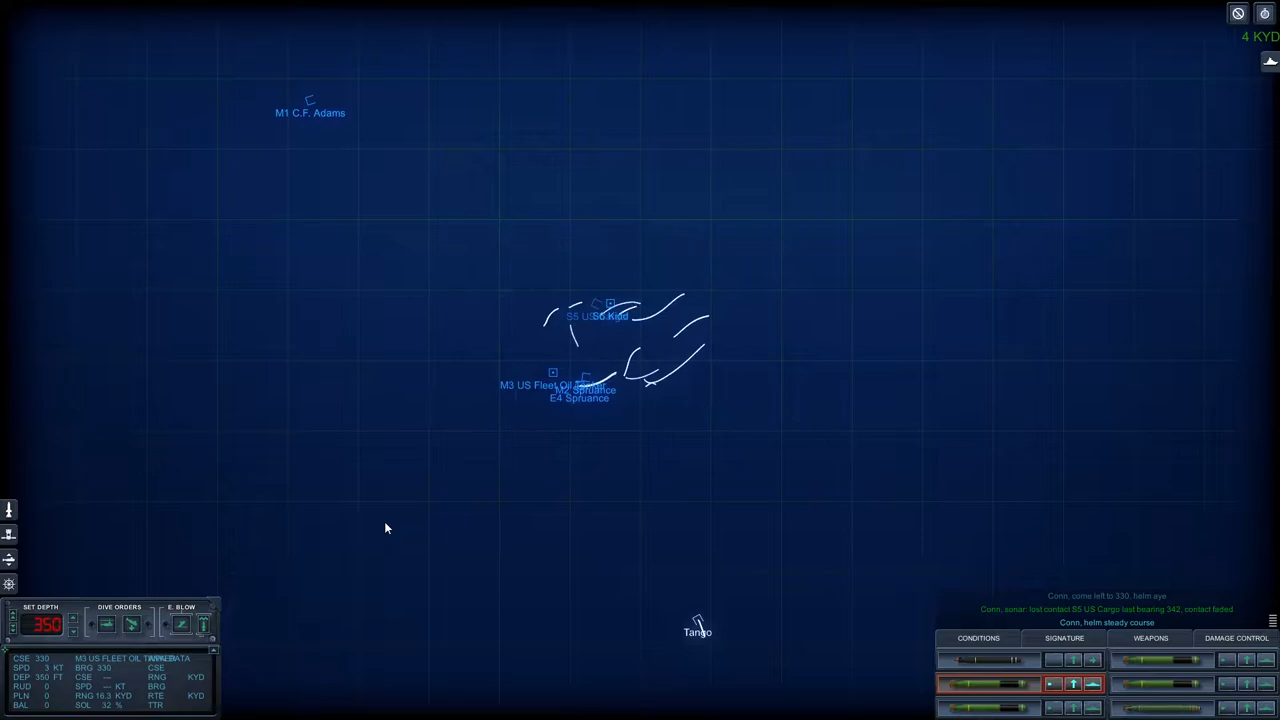 4 KYD
M1 C.F. Adams
S5 US
Kidd
M3 US Fleet Oil
M2 Spruance
E4 Spruance
Tango
Conn, come left to 330, helm aye
Conn, sonar: lost contact S5 US Cargo last bearing 342, contact faded
Conn, helm steady course
SET DEPTH
DIVE ORDERS
E. BLOW
350
CONDITIONS
SIGNATURE
WEAPONS
DAMAGE CONTROL
CSE 330 M3 US FLEET OIL DATA
SPD 3 KT BRG 330 CSE
DEP 350 FT CSE --- RNG KYD
RUD 0 SPD --- KT BRG
PLN 0 RNG 16.3 KYD RTE KYD
BAL 0 SOL 32 % TTR